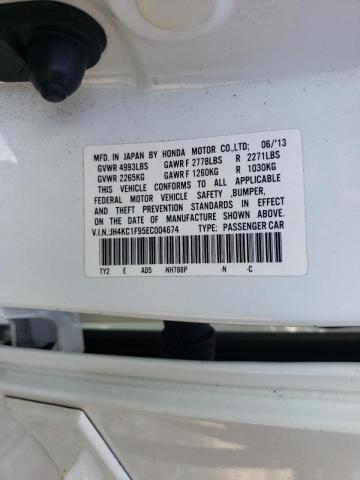 MFD. IN JAPAN BY HONDA MOTOR CO.,LTD; 06/'13
GVWR 4993LBS GAWR F 2778LBS R 2271LBS
GVWR 2265KG GAWR F 1260KG R 1030KG
THIS VEHICLE CONFORMS TO ALL APPLICABLE
FEDERAL MOTOR VEHICLE SAFETY ,BUMPER,
AND THEFT PREVENTION STANDARDS IN EFFECT
ON THE DATE OF MANUFACTURE SHOWN ABOVE.
V.I.N.:JH4KC1F95EC004674 TYPE: PASSENGER CAR
TY2 E AD5 -NH788P -N -C